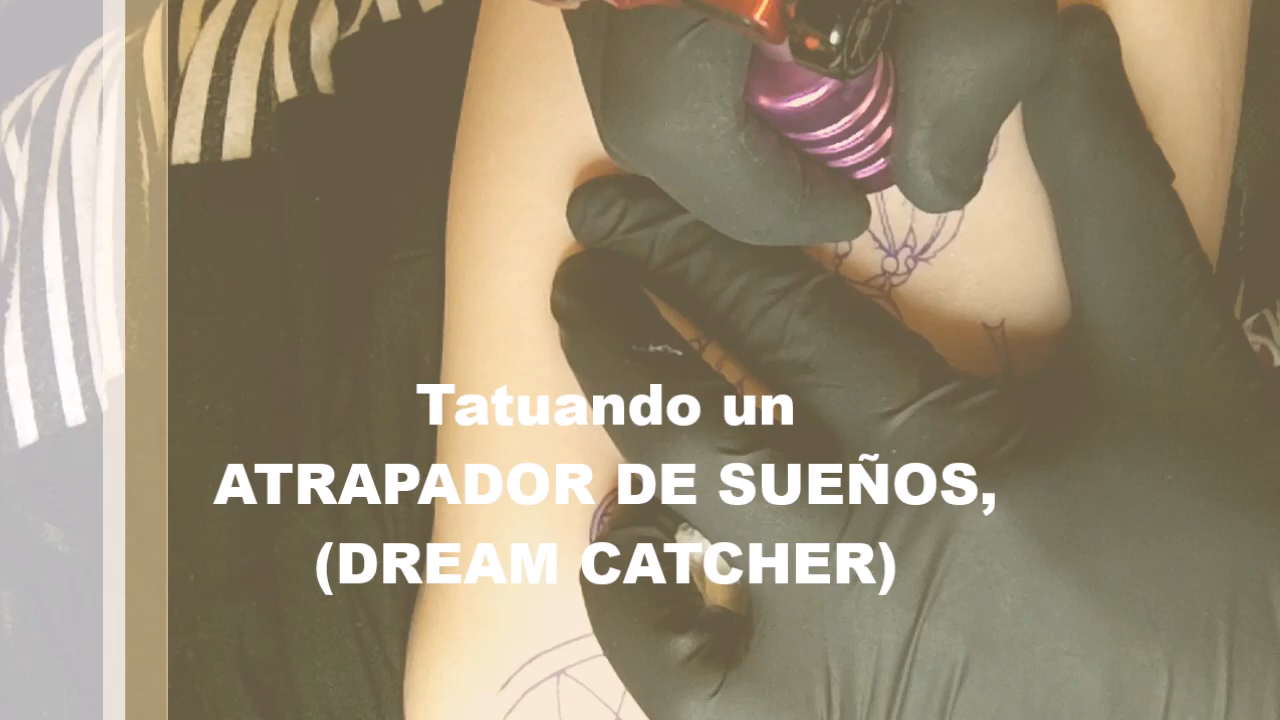 Tatuando un
ATRAPADOR DE SUEÑOS,
(DREAM CATCHER)